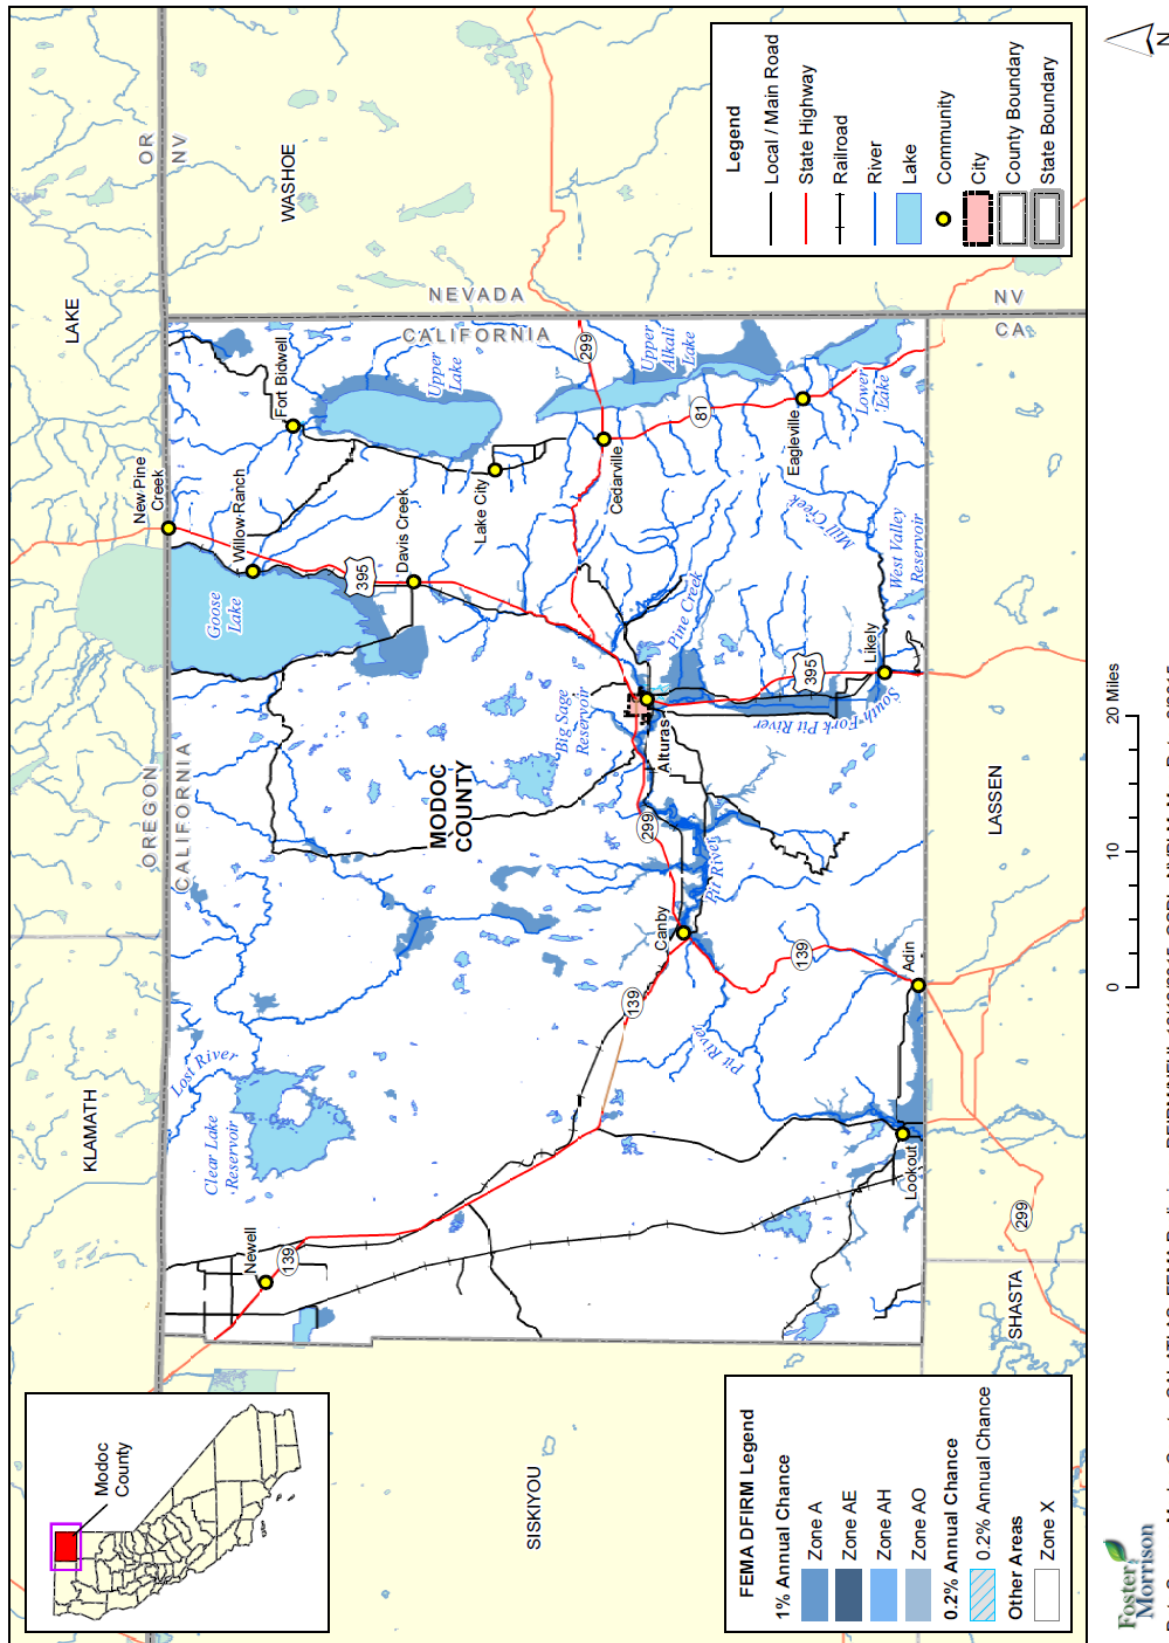 Modoc
County
KLAMATH
LAKE
OR
NV
WASHOE
OREGON
CALIFORNIA
NEVADA
CALIFORNIA
NV
CA
SISKIYOU
SHASTA
LASSEN
MODOC
COUNTY
Newell
139
Clear Lake
Reservoir
Lost River
Goose
Lake
New Pine
Creek
Willow Ranch
Fort Bidwell
Upper
Lake
395
Davis Creek
Lake City
299
Cedarville
Upper
Alkali
Lake
81
Eagleville
Lower
Lake
Big Sage
Reservoir
Alturas
Pine Creek
Mill Creek
West Valley
Reservoir
395
Likely
South Fork Pit River
299
Canby
Pit River
139
139
Pit River
Adin
Lookout
299
FEMA DFIRM Legend
1% Annual Chance
Zone A
Zone AE
Zone AH
Zone AO
0.2% Annual Chance
0.2% Annual Chance
Other Areas
Zone X
Legend
Local / Main Road
State Highway
Railroad
River
Lake
Community
City
County Boundary
State Boundary
Foster
Morrison
0
10
20 Miles
N